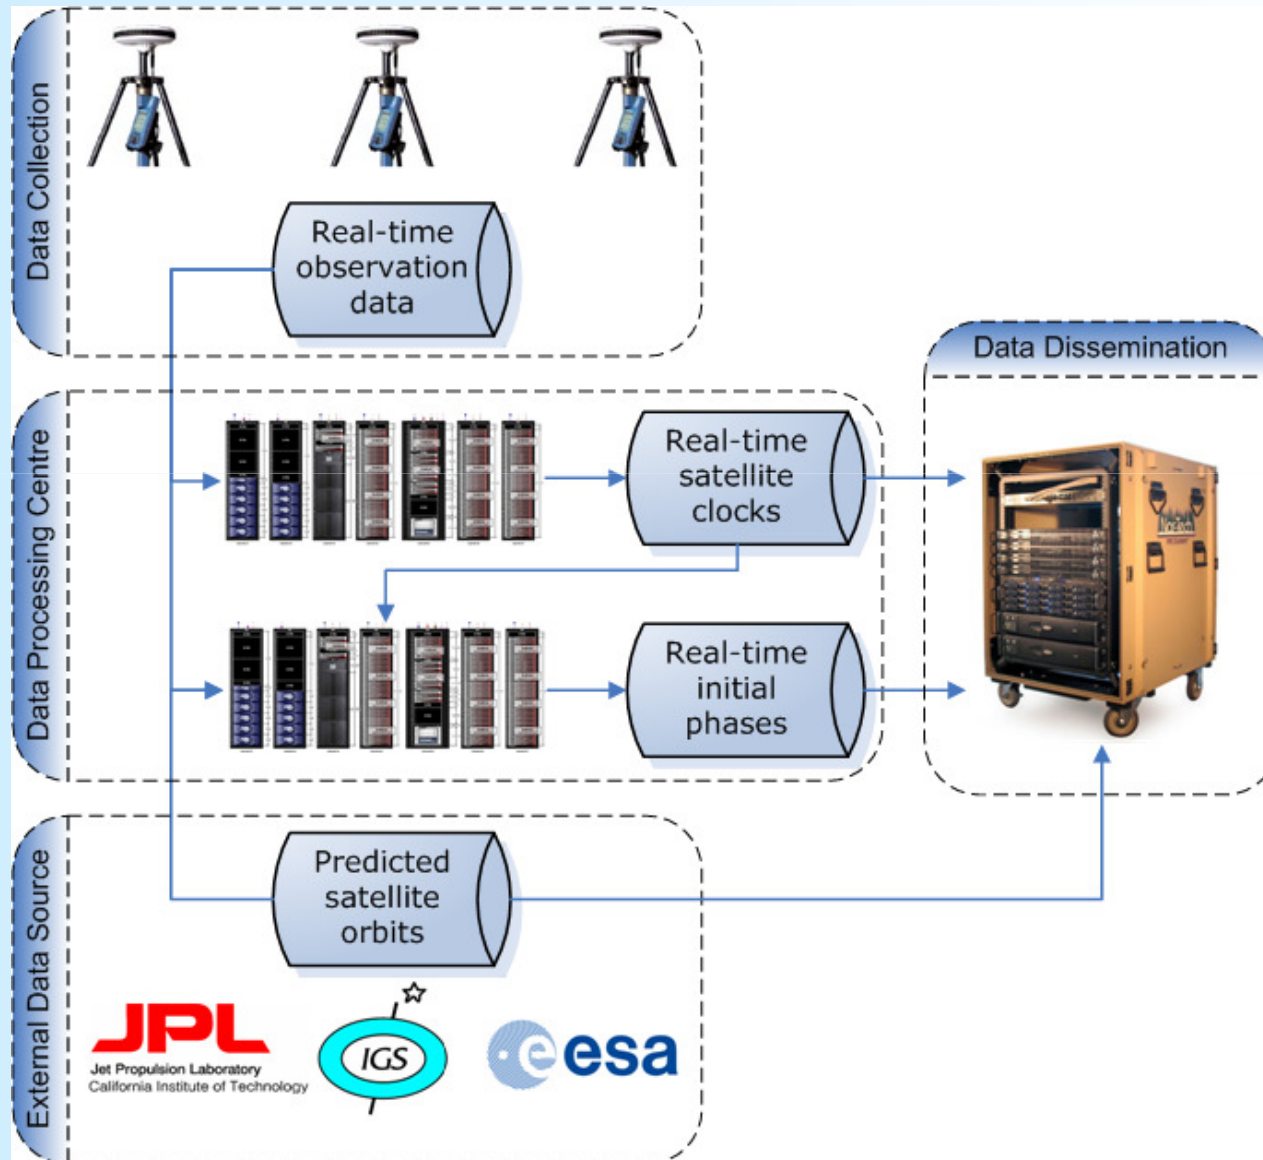 Data Collection
Real-time
observation
data
Data Dissemination
Data Processing Centre
Real-time
satellite
clocks
Real-time
initial
phases
External Data Source
Predicted
satellite
orbits
JPL
Jet Propulsion Laboratory
California Institute of Technology
IGS
esa